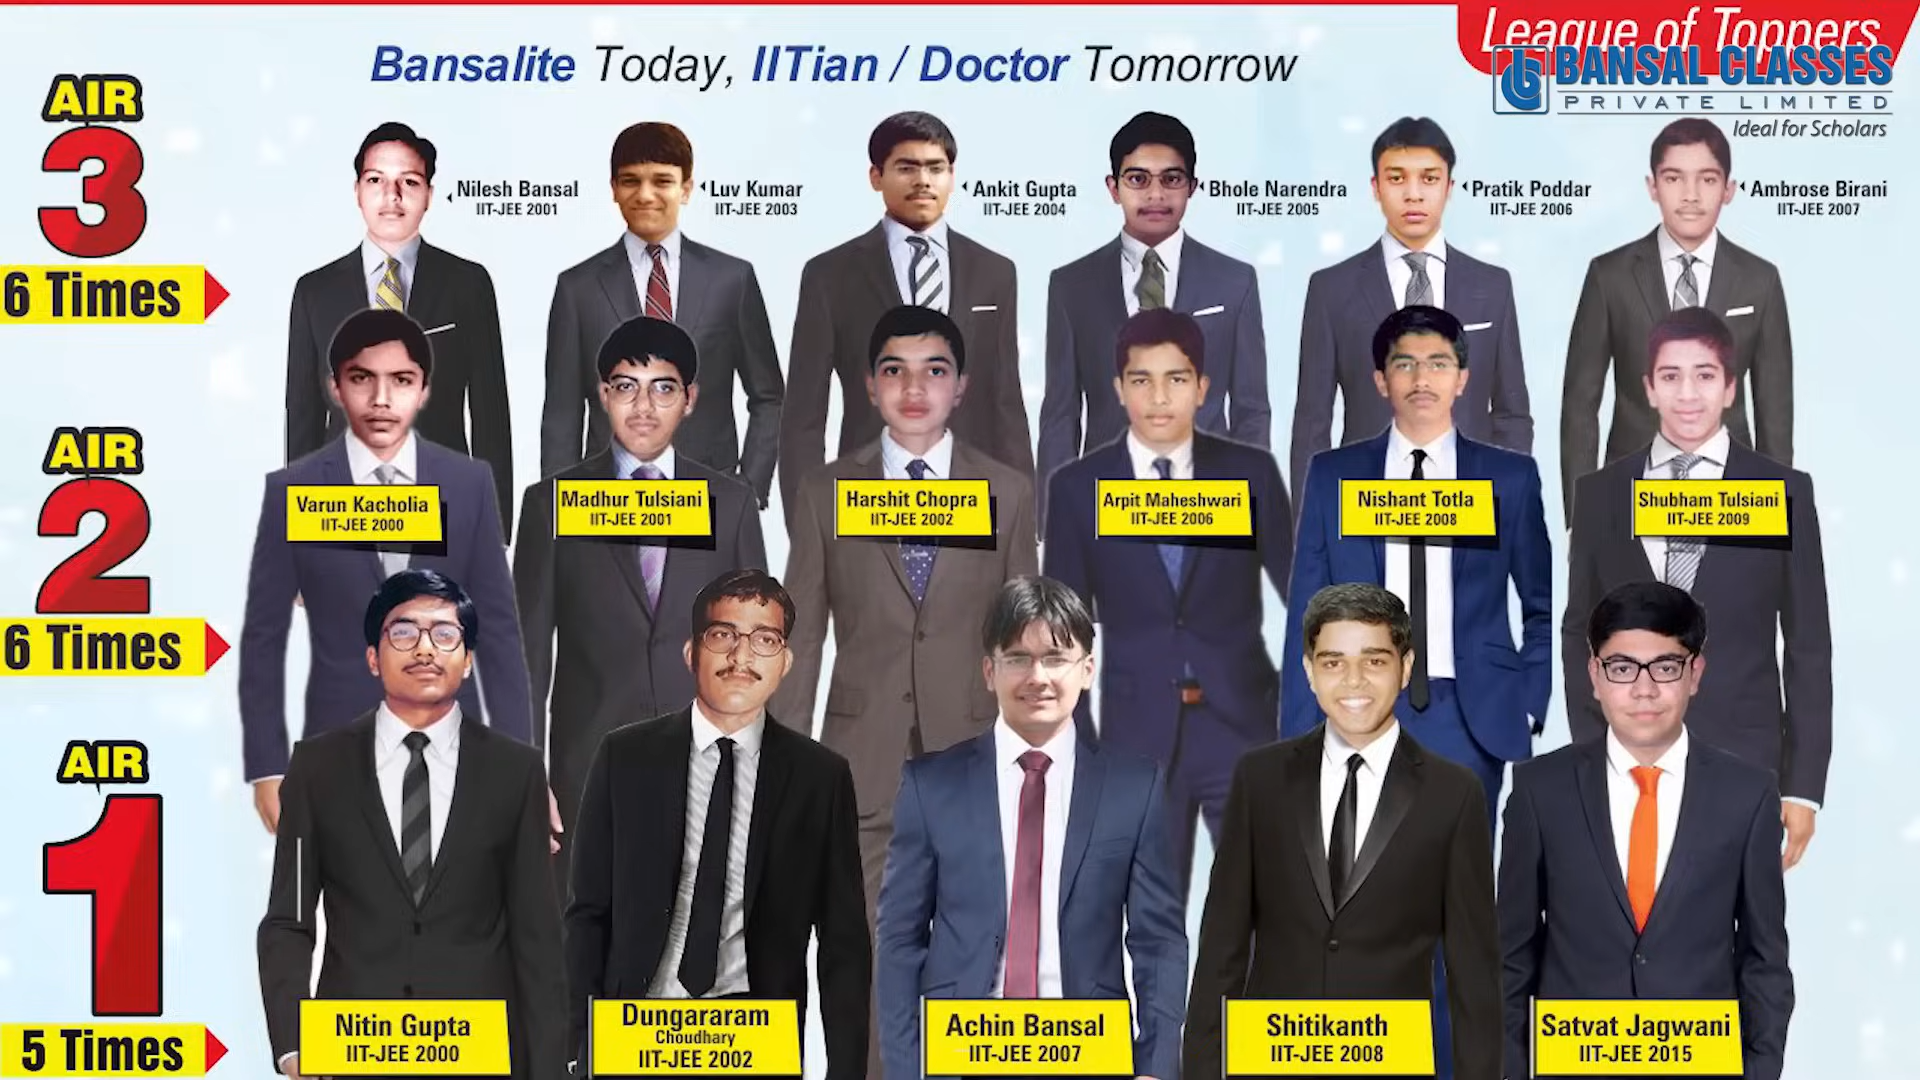 League of Toppers
Bansalite Today, IITian / Doctor Tomorrow
BANSAL CLASSES
PRIVATE LIMITED
Ideal for Scholars
AIR
3
6 Times
Nilesh Bansal
IIT-JEE 2001
Luv Kumar
IIT-JEE 2003
Ankit Gupta
IIT-JEE 2004
Bhole Narendra
IIT-JEE 2005
Pratik Poddar
IIT-JEE 2006
Ambrose Birani
IIT-JEE 2007
AIR
2
6 Times
Varun Kacholia
IIT-JEE 2000
Madhur Tulsiani
IIT-JEE 2001
Harshit Chopra
IIT-JEE 2002
Arpit Maheshwari
IIT-JEE 2006
Nishant Totla
IIT-JEE 2008
Shubham Tulsiani
IIT-JEE 2009
AIR
1
5 Times
Nitin Gupta
IIT-JEE 2000
Dungararam
Choudhary
IIT-JEE 2002
Achin Bansal
IIT-JEE 2007
Shitikanth
IIT-JEE 2008
Satvat Jagwani
IIT-JEE 2015